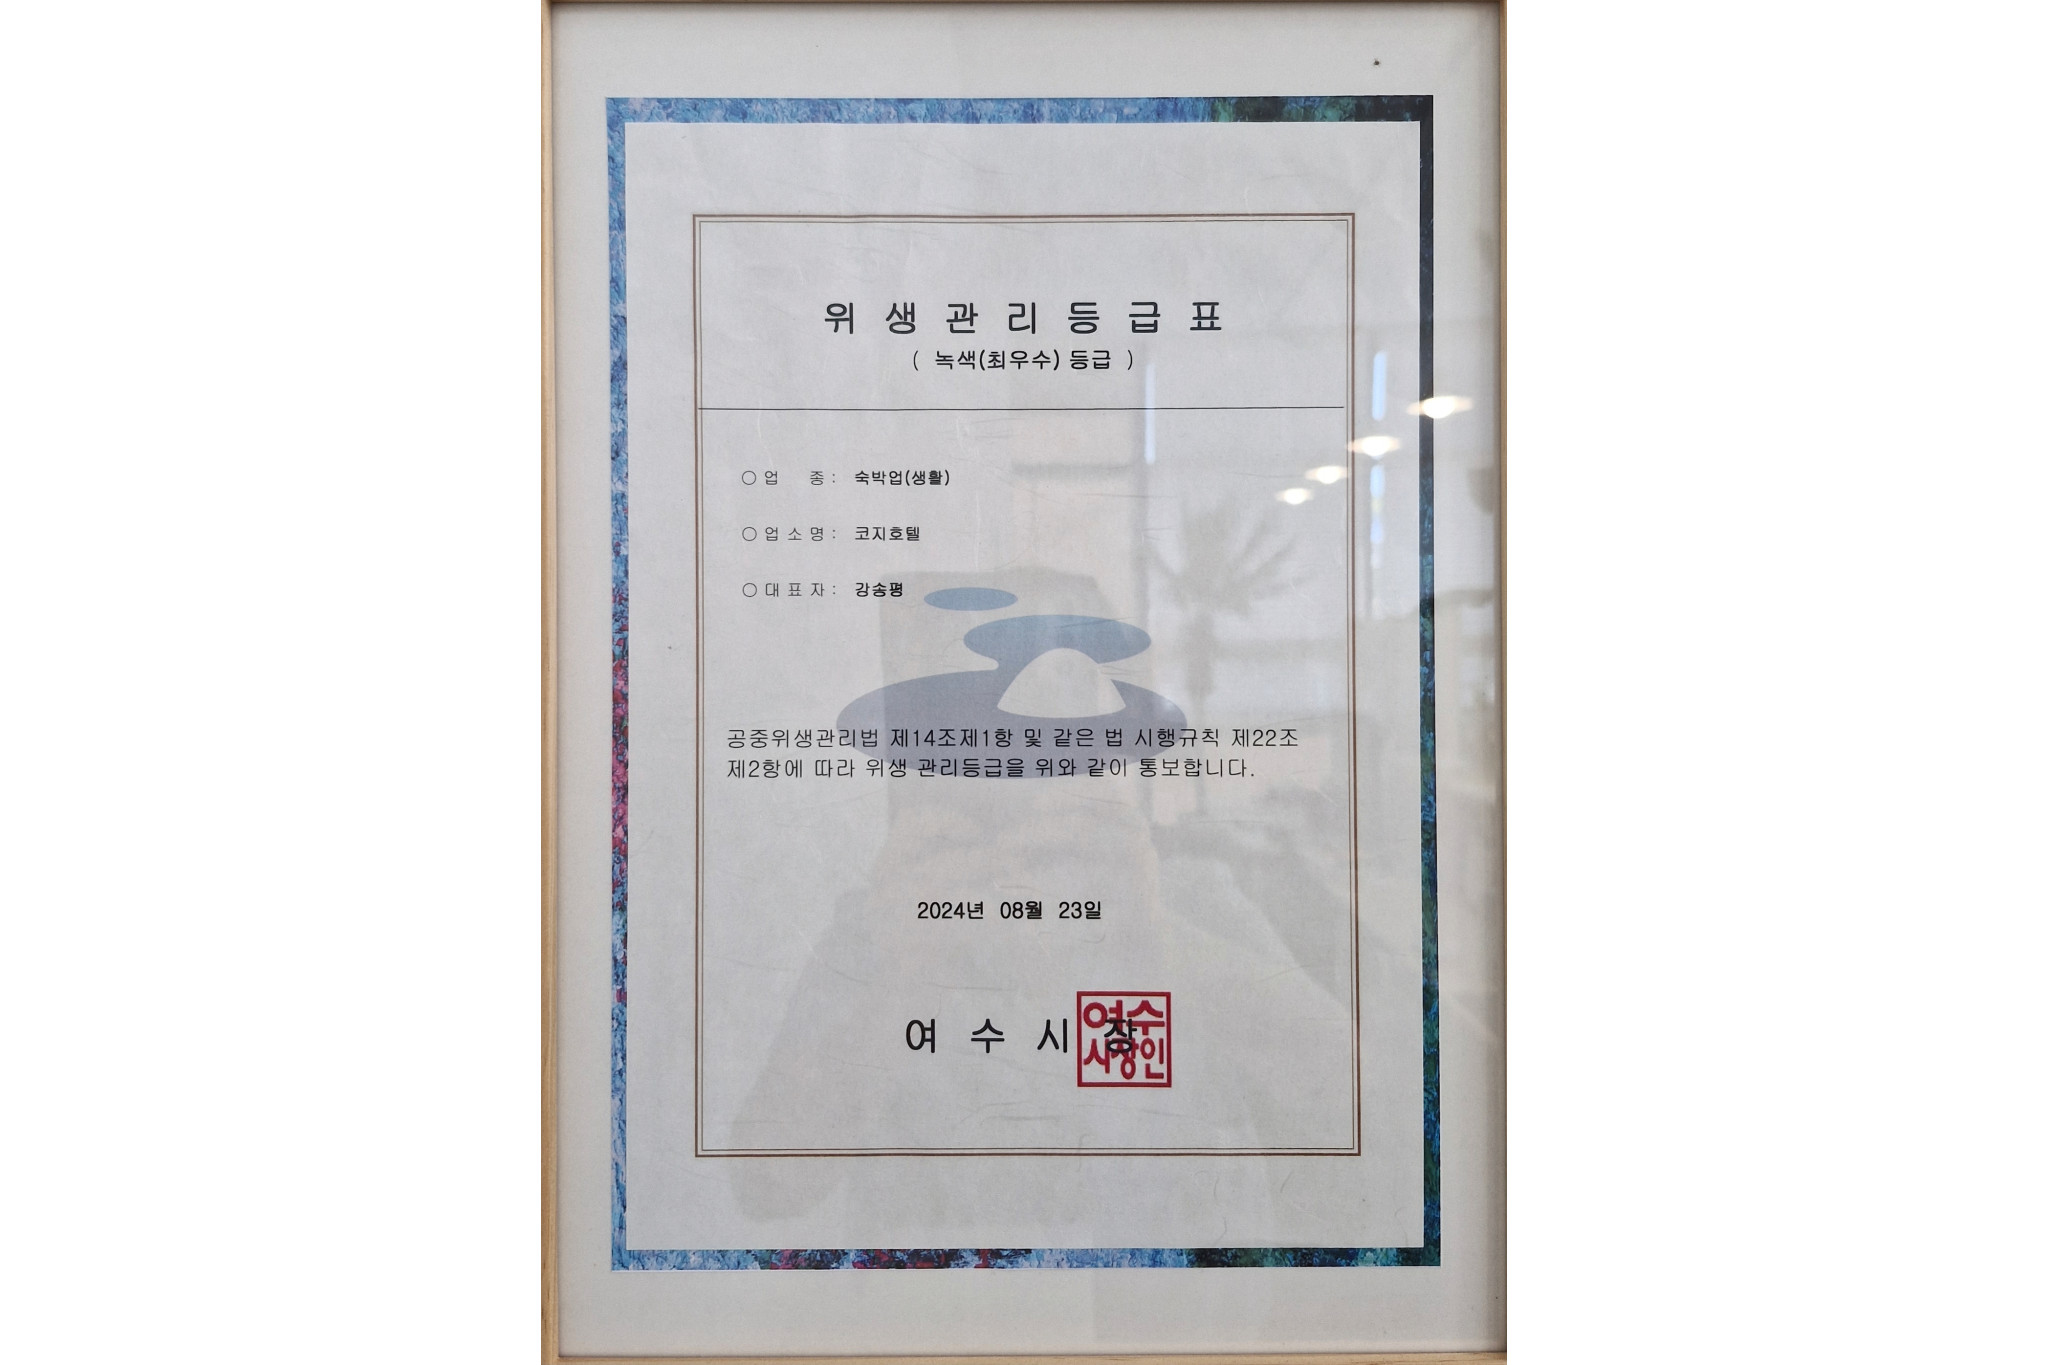 위 생 관 리 등 급 표
( 녹색(최우수) 등급 )
○ 업 종 : 숙박업(생활)
○ 업 소 명 : 코지호텔
○ 대 표 자 : 강송평
공중위생관리법 제14조제1항 및 같은 법 시행규칙 제22조
제2항에 따라 위생 관리등급을 위와 같이 통보합니다.
2024년 08월 23일
여 수 시 장
여수
시장인